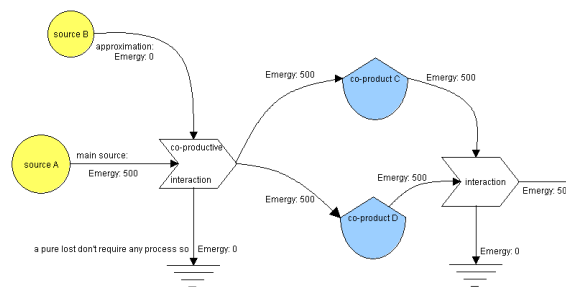 source B
approximation:
Emergy: 0
source A
main source:
Emergy: 500
co-productive
interaction
a pure lost don't require any process so
Emergy: 0
Emergy: 500
co-product C
Emergy: 500
Emergy: 500
co-product D
Emergy: 500
interaction
Emergy: 0
Emergy: 50